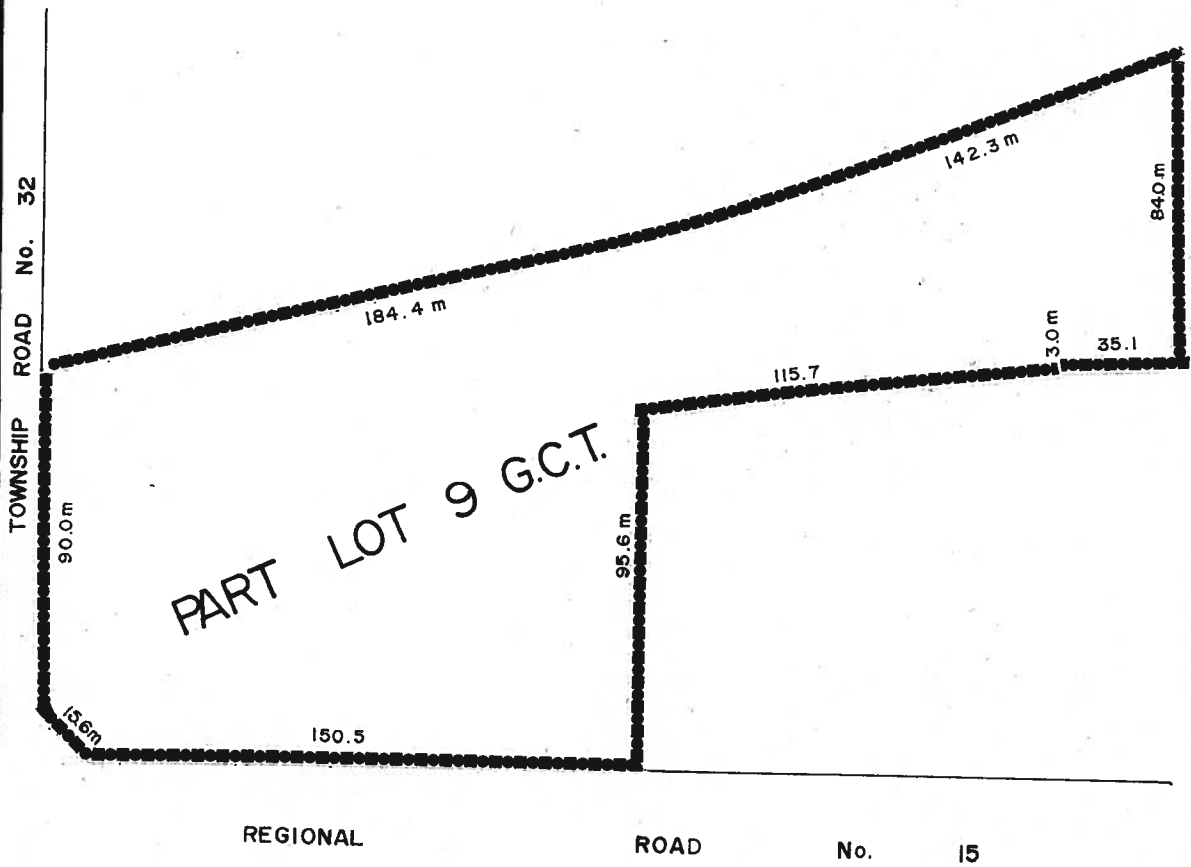 142.3 m
84.0 m
TOWNSHIP ROAD No. 32
184.4 m
3.0 m
35.1
115.7
PART LOT 9 G.C.T.
90.0 m
95.6 m
15.6m
150.5
REGIONAL ROAD No. 15